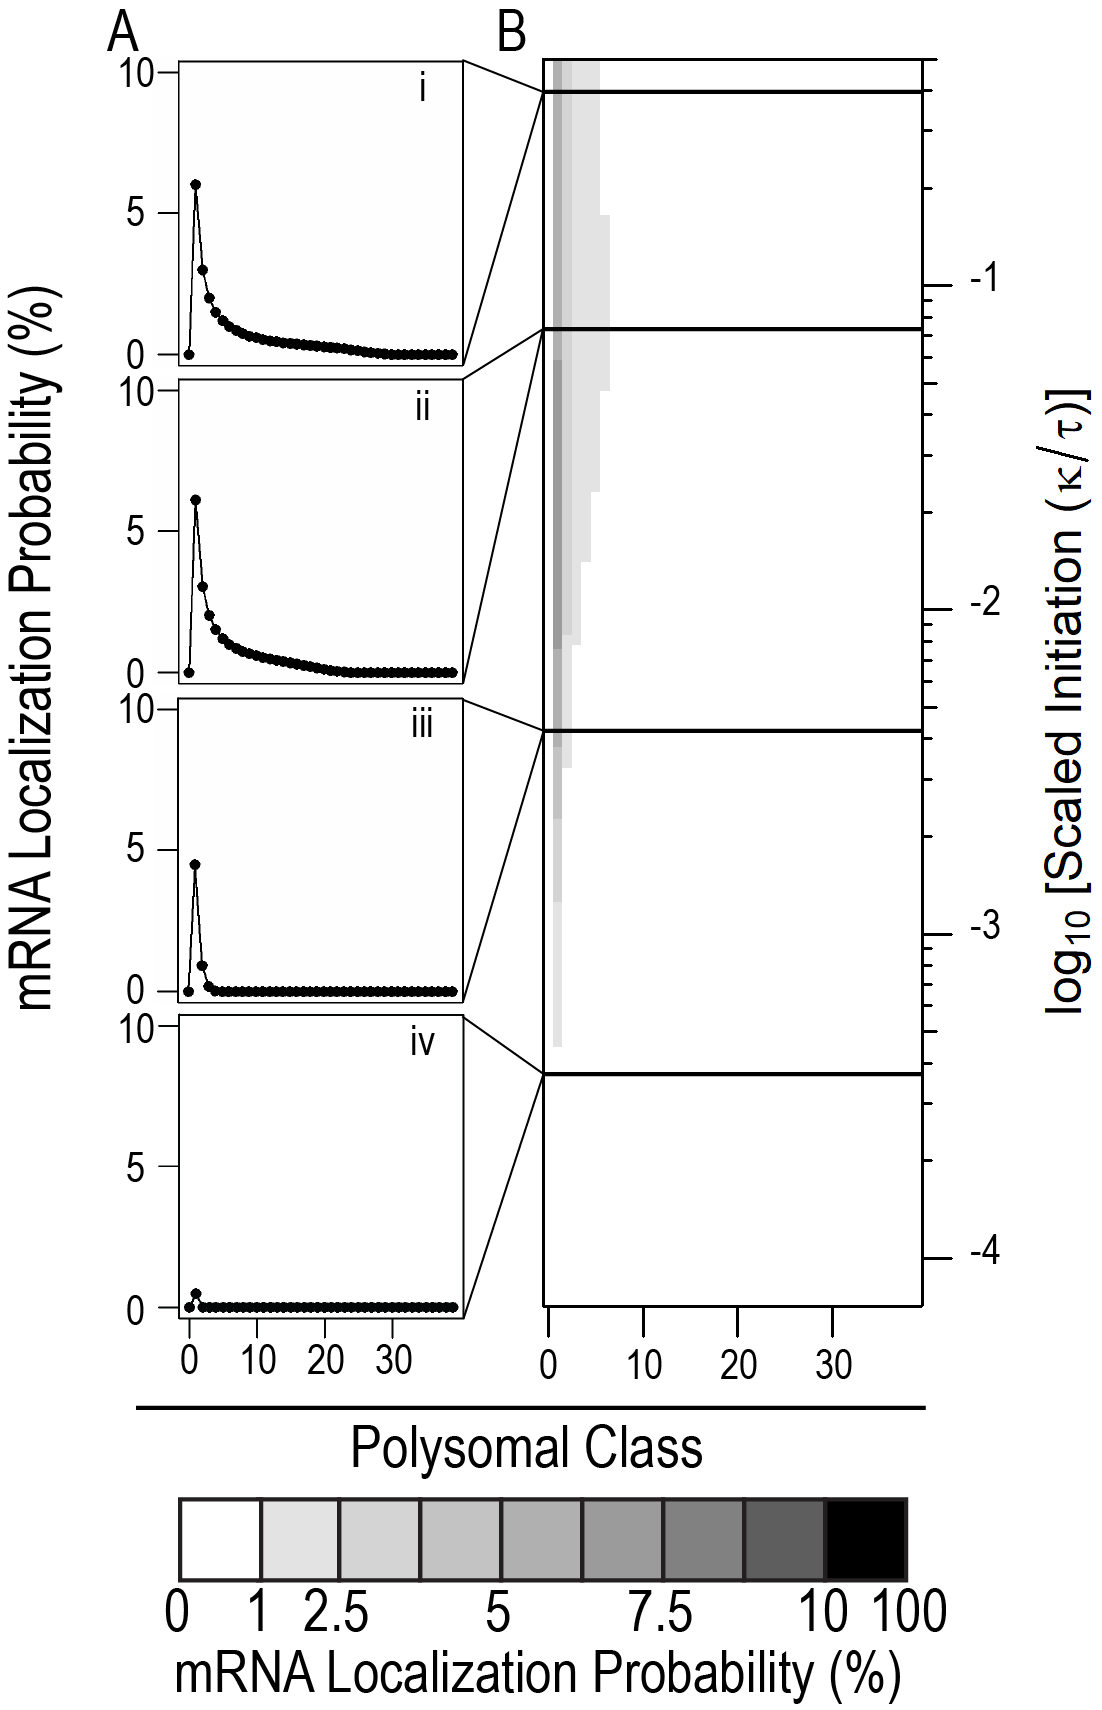 A
B
mRNA Localization Probability (%)
10
5
0
i
10
5
0
ii
10
5
0
iii
10
5
0
iv
0 10 20 30
0 10 20 30
-1
-2
-3
-4
log10 [Scaled Initiation (κ/τ)]
Polysomal Class
0 1 2.5 5 7.5 10 100
mRNA Localization Probability (%)